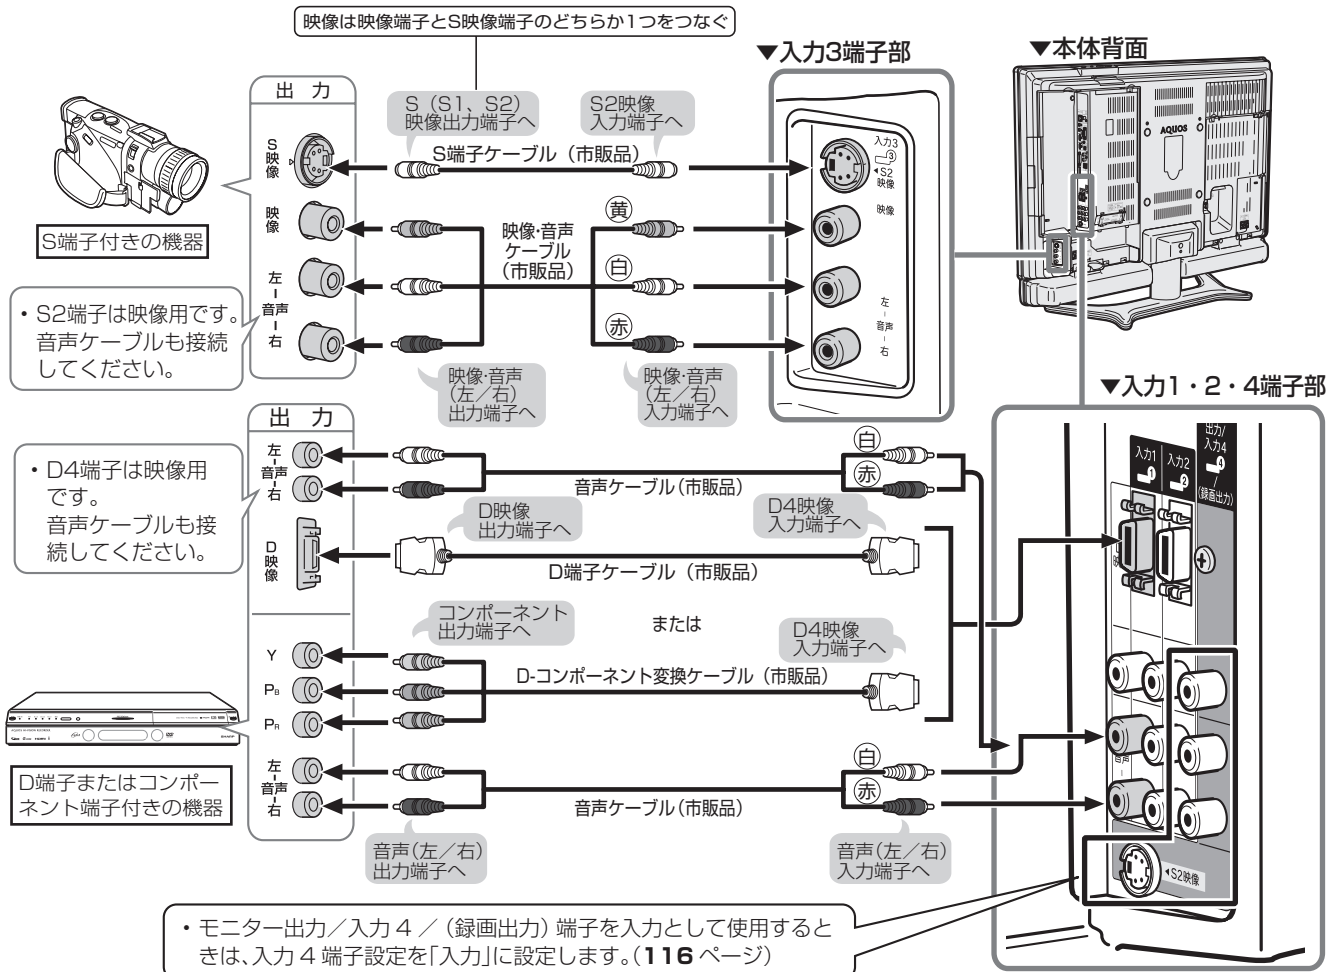 映像は映像端子とS映像端子のどちらか1つをつなぐ
▼入力3端子部
▼本体背面
出 力
S(S1、S2)
映像出力端子へ
S2映像
入力端子へ
S端子ケーブル(市販品)
S
映
像
映
像
左
音声
右
映像・音声
ケーブル
(市販品)
黄
白
赤
入力3
3
◀S2
映像
映像
左
音声
右
AQUOS
S端子付きの機器
・S2端子は映像用です。
音声ケーブルも接続
してください。
映像・音声
(左/右)
出力端子へ
映像・音声
(左/右)
入力端子へ
▼入力1・2・4端子部
出 力
左
音声
右
白
赤
音声ケーブル(市販品)
・D4端子は映像用
です。
音声ケーブルも接
続してください。
D映像
出力端子へ
D4映像
入力端子へ
D
映
像
D端子ケーブル(市販品)
コンポーネント
出力端子へ
または
D4映像
入力端子へ
Y
PB
PR
D-コンポーネント変換ケーブル(市販品)
左
音声
右
白
赤
音声ケーブル(市販品)
音声(左/右)
出力端子へ
音声(左/右)
入力端子へ
D端子またはコンポー
ネント端子付きの機器
入力1
1
入力2
2
出力/
入力4
4
/
(録画出力)
音声
◀S2映像
・モニター出力/入力4/(録画出力)端子を入力として使用すると
きは、入力4端子設定を「入力」に設定します。(116ページ)